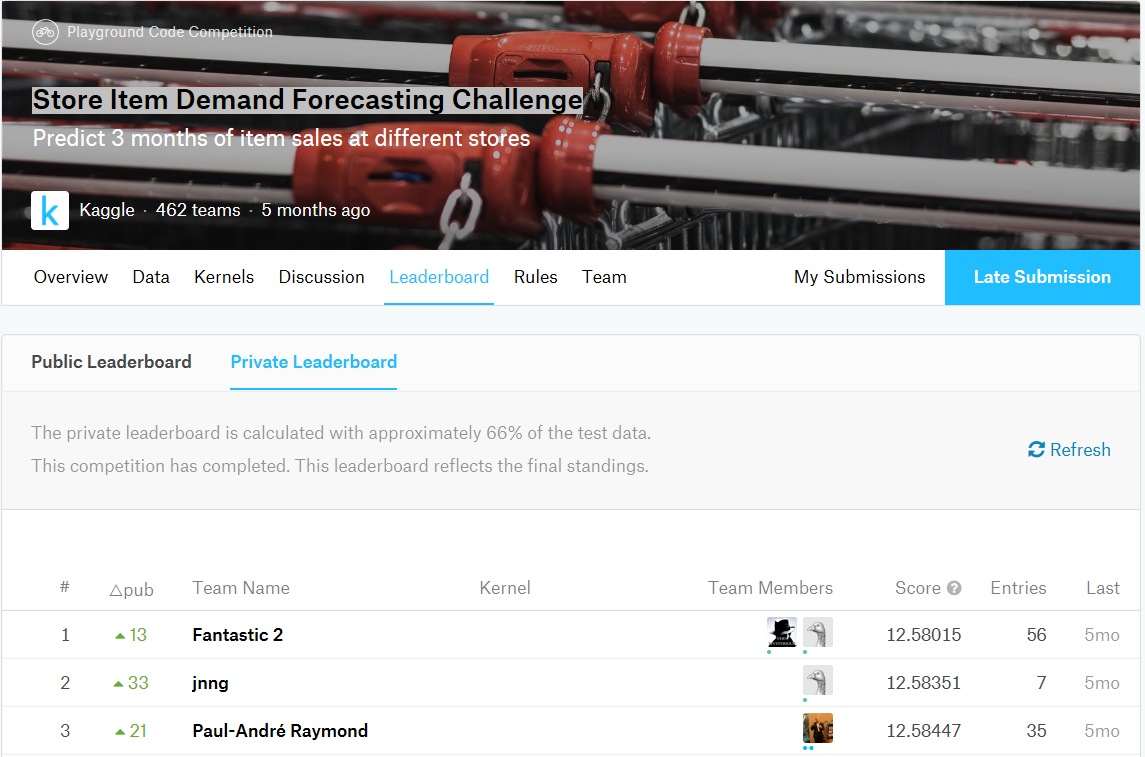 Playground Code Competition
Store Item Demand Forecasting Challenge
Predict 3 months of item sales at different stores
k Kaggle · 462 teams · 5 months ago
Overview Data Kernels Discussion Leaderboard Rules Team My Submissions Late Submission
Public Leaderboard Private Leaderboard
The private leaderboard is calculated with approximately 66% of the test data.
This competition has completed. This leaderboard reflects the final standings.
Refresh
# △pub Team Name Kernel Team Members Score ? Entries Last
1 ▲13 Fantastic 2 12.58015 56 5mo
2 ▲33 jnng 12.58351 7 5mo
3 ▲21 Paul-André Raymond 12.58447 35 5mo